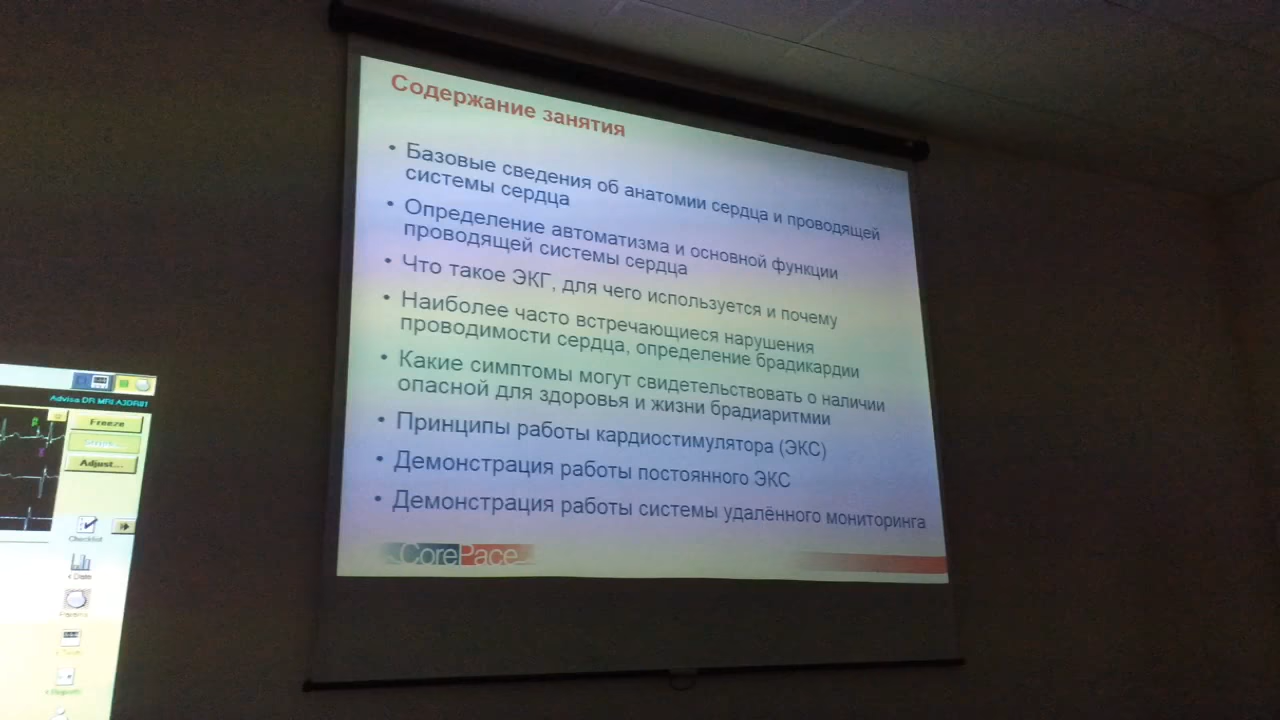 Содержание занятия
• Базовые сведения об анатомии сердца и проводящей
системы сердца
• Определение автоматизма и основной функции
проводящей системы сердца
• Что такое ЭКГ, для чего используется и почему
• Наиболее часто встречающиеся нарушения
проводимости сердца, определение брадикардии
• Какие симптомы могут свидетельствовать о наличии
опасной для здоровья и жизни брадиаритмии
• Принципы работы кардиостимулятора (ЭКС)
• Демонстрация работы постоянного ЭКС
• Демонстрация работы системы удалённого мониторинга
CorePace
Advisa DR MRI A3DR01
Freeze
Adjust...
Checklist
< Data